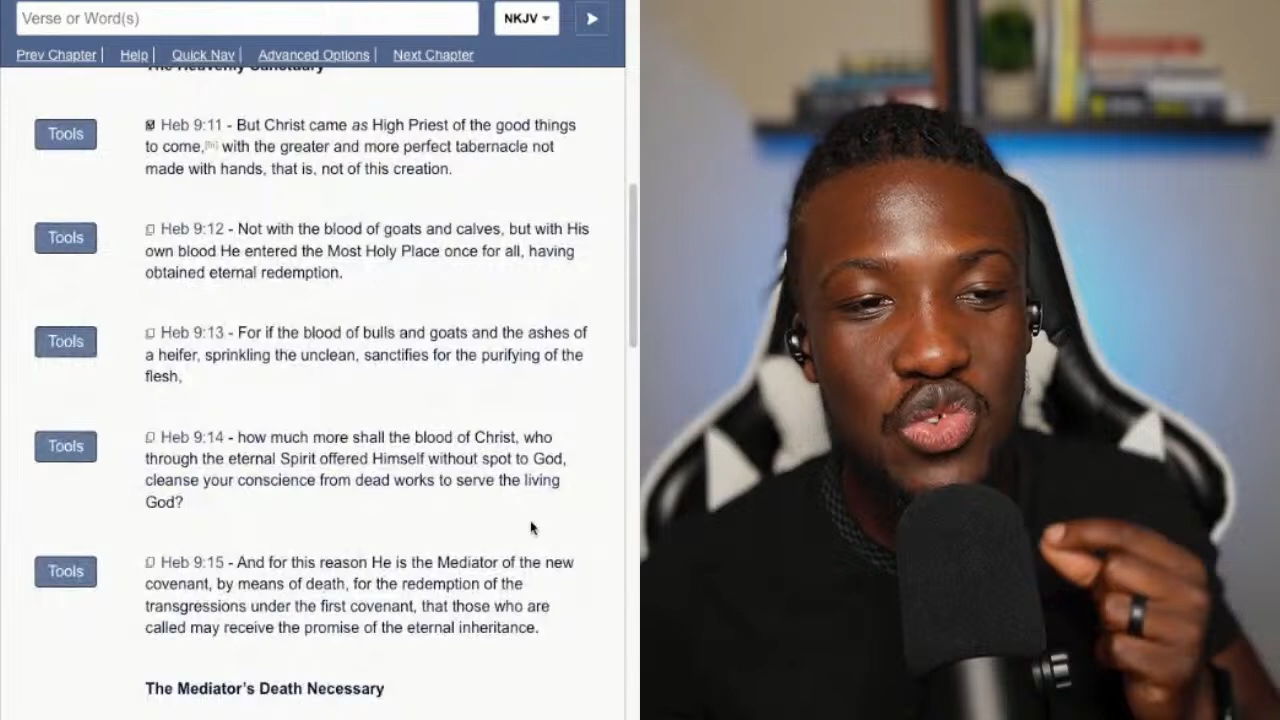 Verse or Word(s)
NKJV
Prev Chapter | Help | Quick Nav | Advanced Options | Next Chapter
The Heavenly Sanctuary
Tools
Heb 9:11 - But Christ came as High Priest of the good things
to come, with the greater and more perfect tabernacle not
made with hands, that is, not of this creation.
Tools
Heb 9:12 - Not with the blood of goats and calves, but with His
own blood He entered the Most Holy Place once for all, having
obtained eternal redemption.
Tools
Heb 9:13 - For if the blood of bulls and goats and the ashes of
a heifer, sprinkling the unclean, sanctifies for the purifying of the
flesh,
Tools
Heb 9:14 - how much more shall the blood of Christ, who
through the eternal Spirit offered Himself without spot to God,
cleanse your conscience from dead works to serve the living
God?
Tools
Heb 9:15 - And for this reason He is the Mediator of the new
covenant, by means of death, for the redemption of the
transgressions under the first covenant, that those who are
called may receive the promise of the eternal inheritance.
The Mediator's Death Necessary